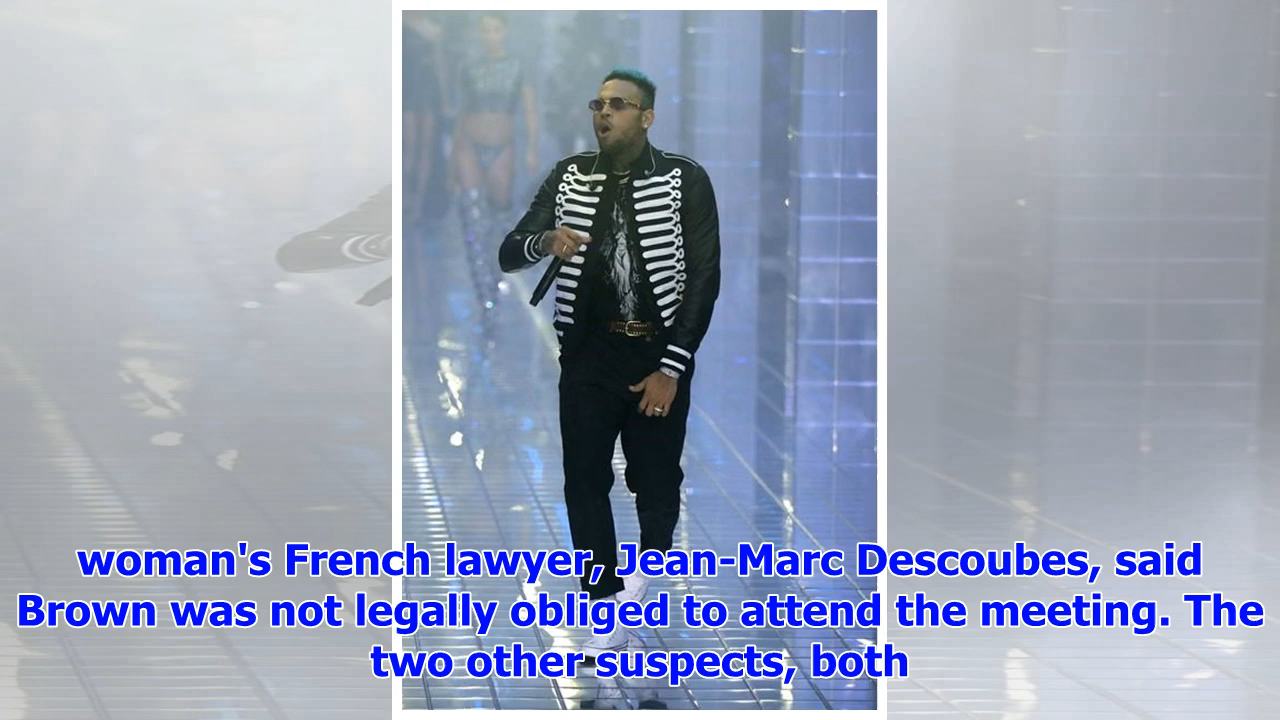 woman's French lawyer, Jean-Marc Descoubes, said
Brown was not legally obliged to attend the meeting. The
two other suspects, both